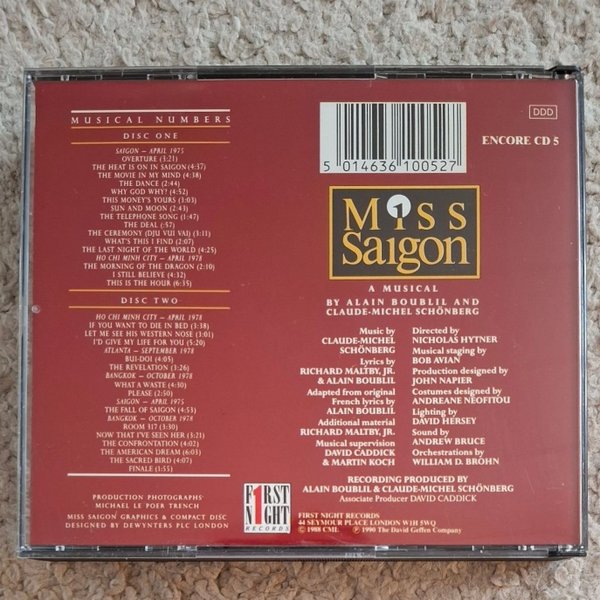 MUSICAL NUMBERS
DISC ONE
SAIGON — APRIL 1975
OVERTURE (3:21)
THE HEAT IS ON IN SAIGON (4:37)
THE MOVIE IN MY MIND (4:38)
THE DANCE (2:44)
WHY GOD WHY? (4:52)
THIS MONEY'S YOURS (1:03)
SUN AND MOON (2:43)
THE TELEPHONE SONG (1:47)
THE DEAL (:57)
THE CEREMONY (DJU VUI VAI) (3:11)
WHAT'S THIS I FIND (2:07)
THE LAST NIGHT OF THE WORLD (4:25)
HO CHI MINH CITY — APRIL 1978
THE MORNING OF THE DRAGON (2:10)
I STILL BELIEVE (4:32)
THIS IS THE HOUR (6:35)
DISC TWO
HO CHI MINH CITY — APRIL 1978
IF YOU WANT TO DIE IN BED (3:38)
LET ME SEE HIS WESTERN NOSE (3:01)
I'D GIVE MY LIFE FOR YOU (5:20)
ATLANTA — SEPTEMBER 1978
BUI-DOI (4:05)
THE REVELATION (3:26)
BANGKOK — OCTOBER 1978
WHAT A WASTE (4:30)
PLEASE (2:50)
SAIGON — APRIL 1975
THE FALL OF SAIGON (4:53)
BANGKOK — OCTOBER 1978
ROOM 317 (3:30)
NOW THAT I'VE SEEN HER (3:21)
THE CONFRONTATION (4:02)
THE AMERICAN DREAM (6:03)
THE SACRED BIRD (4:07)
FINALE (1:55)
PRODUCTION PHOTOGRAPHS
MICHAEL LE POER TRENCH
MISS SAIGON GRAPHICS & COMPACT DISC
DESIGNED BY DEWYNTERS PLC LONDON
F1RST
NIGHT
RECORDS
5 014636 100527
DDD
ENCORE CD 5
MISS
1
Saigon
A MUSICAL
BY ALAIN BOUBLIL AND
CLAUDE-MICHEL SCHÖNBERG
Music by
CLAUDE-MICHEL
SCHÖNBERG
Lyrics by
RICHARD MALTBY, JR.
& ALAIN BOUBLIL
Adapted from original
French lyrics by
ALAIN BOUBLIL
Additional material
RICHARD MALTBY, JR.
Musical supervision
DAVID CADDICK
& MARTIN KOCH
Directed by
NICHOLAS HYTNER
Musical staging by
BOB AVIAN
Production designed by
JOHN NAPIER
Costumes designed by
ANDREANE NEOFITOU
Lighting by
DAVID HERSEY
Sound by
ANDREW BRUCE
Orchestrations by
WILLIAM D. BROHN
RECORDING PRODUCED BY
ALAIN BOUBLIL & CLAUDE-MICHEL SCHÖNBERG
Associate Producer DAVID CADDICK
FIRST NIGHT RECORDS
44 SEYMOUR PLACE LONDON W1H 5WQ
© 1988 CML ℗ 1990 The David Geffen Company